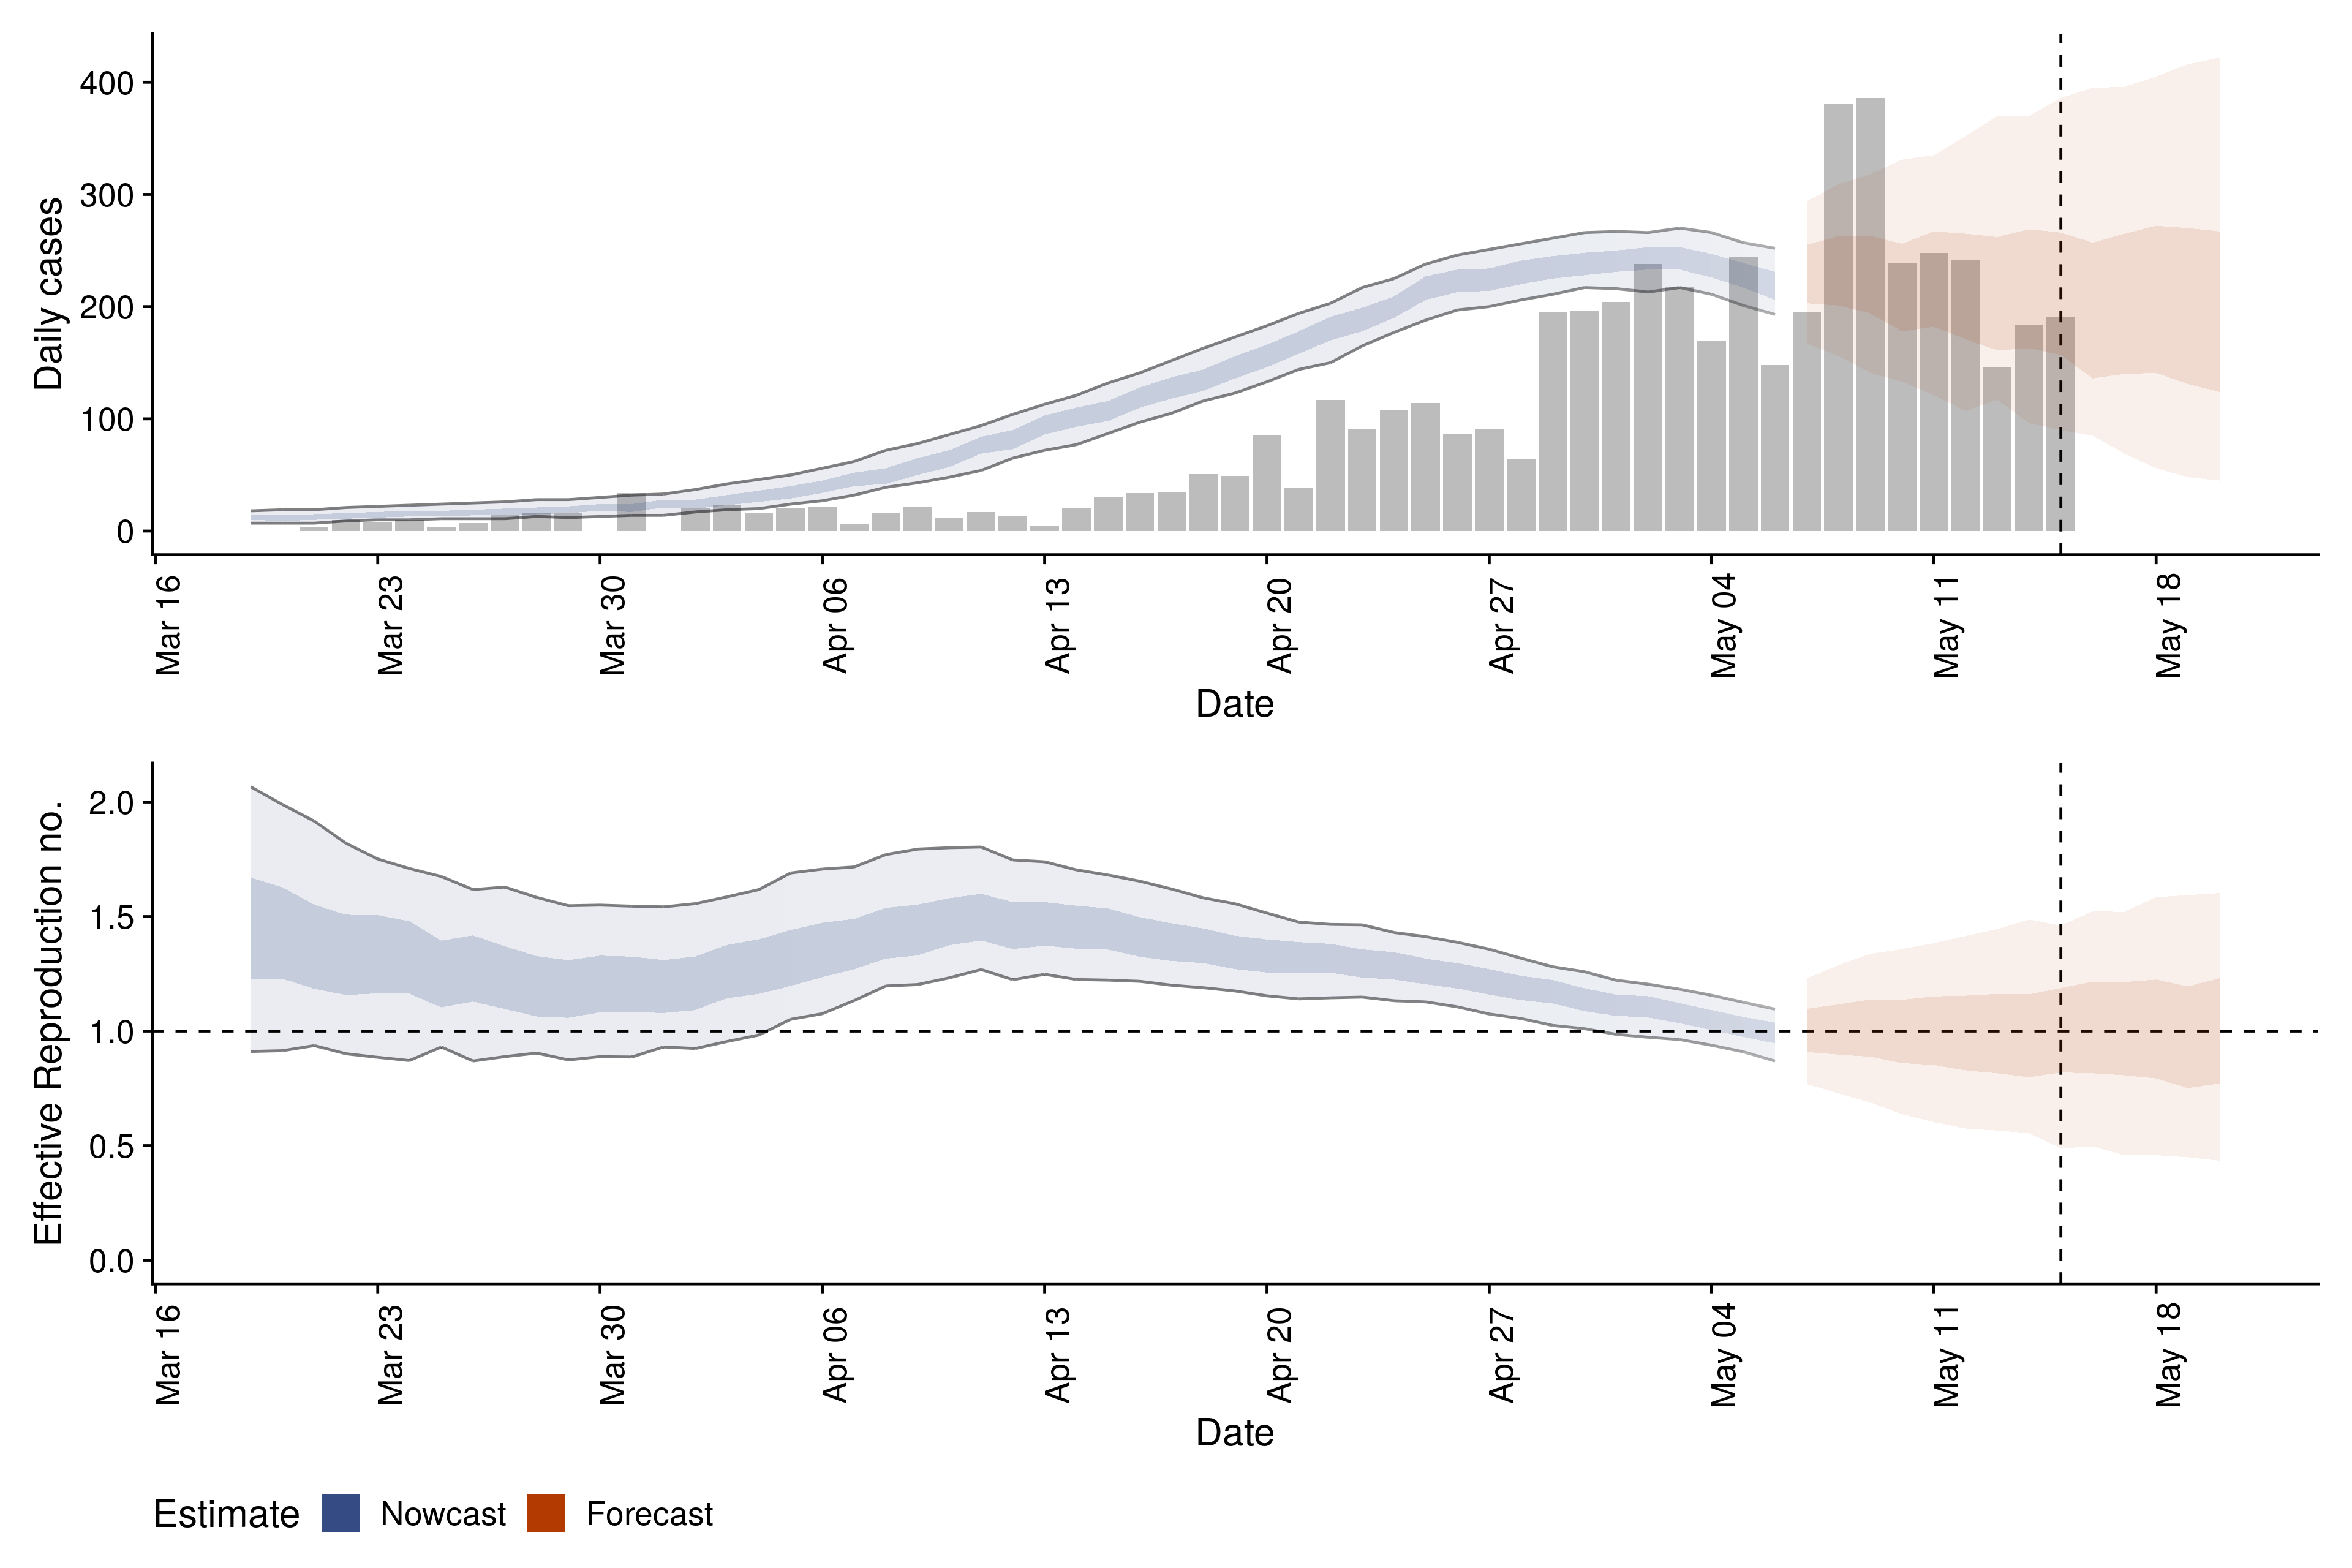 Daily cases
400
300
200
100
0
Mar 16
Mar 23
Mar 30
Apr 06
Apr 13
Apr 20
Apr 27
May 04
May 11
May 18
Date
Effective Reproduction no.
2.0
1.5
1.0
0.5
0.0
Mar 16
Mar 23
Mar 30
Apr 06
Apr 13
Apr 20
Apr 27
May 04
May 11
May 18
Date
Estimate Nowcast Forecast